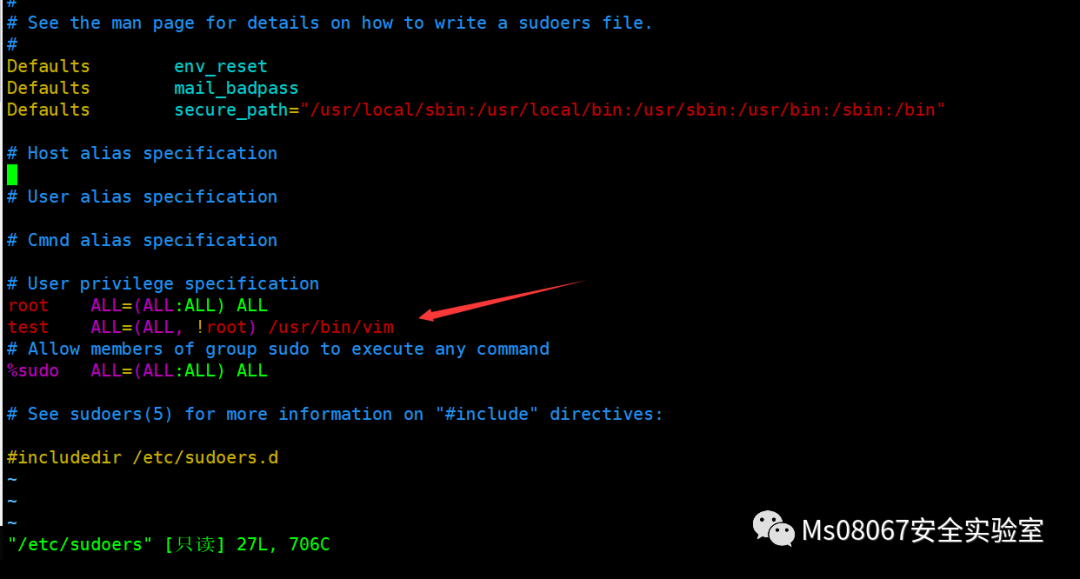 #
# See the man page for details on how to write a sudoers file.
#
Defaults        env_reset
Defaults        mail_badpass
Defaults        secure_path="/usr/local/sbin:/usr/local/bin:/usr/sbin:/usr/bin:/sbin:/bin"
# Host alias specification
# User alias specification
# Cmnd alias specification
# User privilege specification
root    ALL=(ALL:ALL) ALL
test    ALL=(ALL, !root) /usr/bin/vim
# Allow members of group sudo to execute any command
%sudo   ALL=(ALL:ALL) ALL
# See sudoers(5) for more information on "#include" directives:
#includedir /etc/sudoers.d
~
~
~
"/etc/sudoers" [只读] 27L, 706C
Ms08067安全实验室